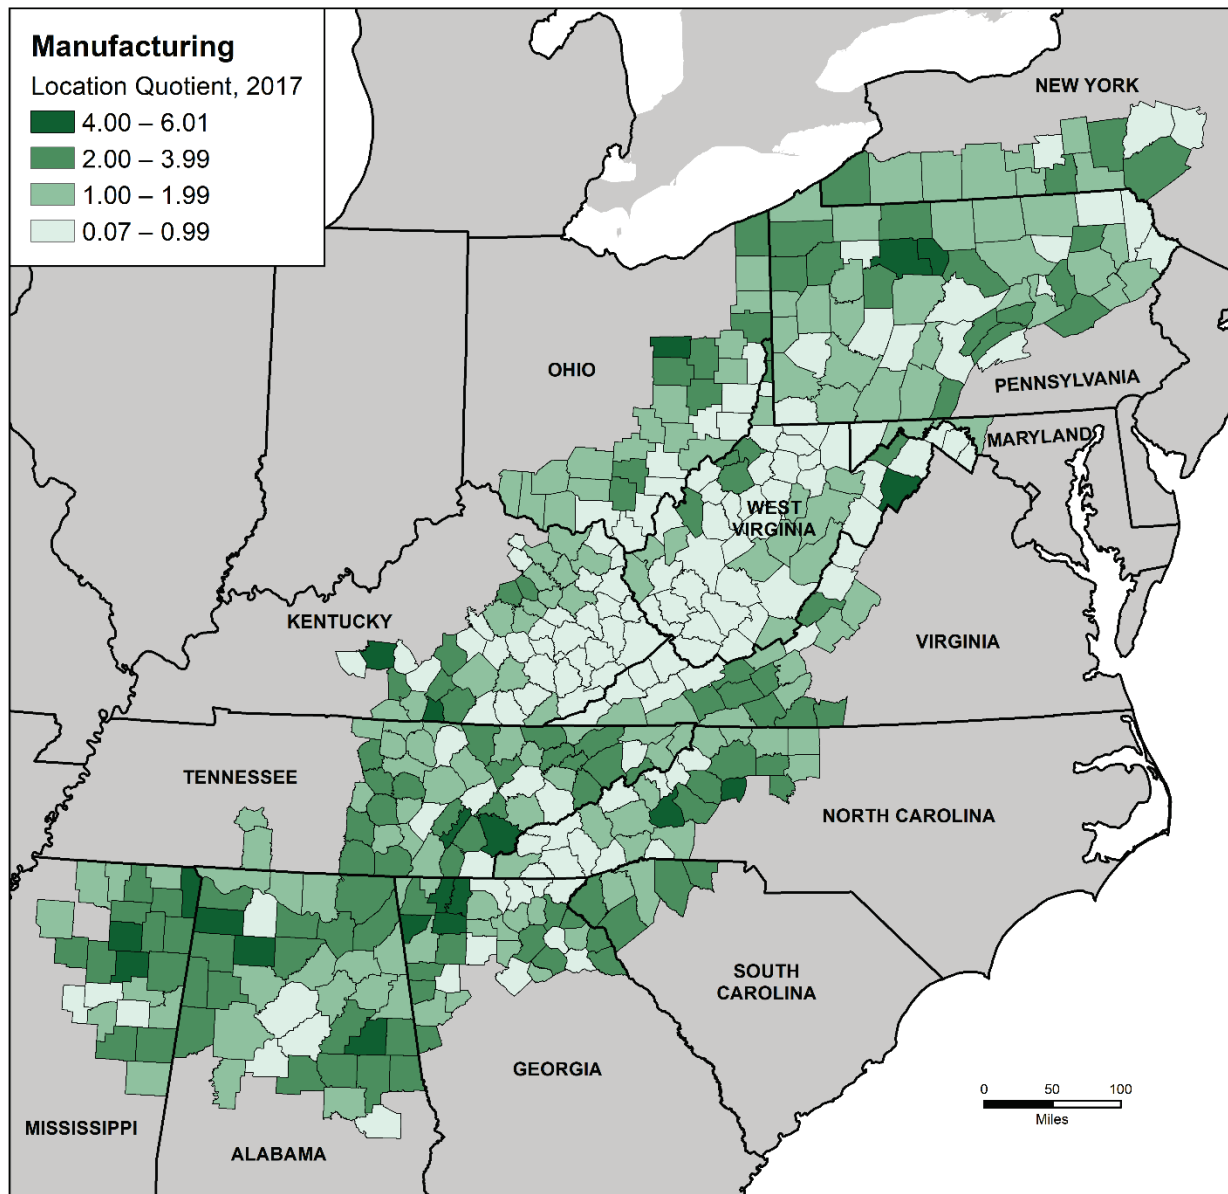 Manufacturing
Location Quotient, 2017
4.00 – 6.01
2.00 – 3.99
1.00 – 1.99
0.07 – 0.99
NEW YORK
OHIO
PENNSYLVANIA
MARYLAND
WEST
VIRGINIA
KENTUCKY
VIRGINIA
TENNESSEE
NORTH CAROLINA
SOUTH
CAROLINA
GEORGIA
MISSISSIPPI
ALABAMA
0 50 100
Miles